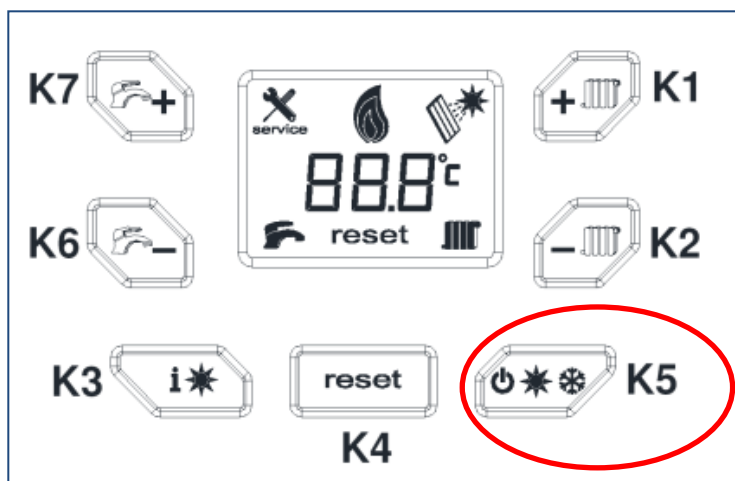 K7 + service + K1
88.8°c
K6 − reset − K2
K3 i reset K5
K4